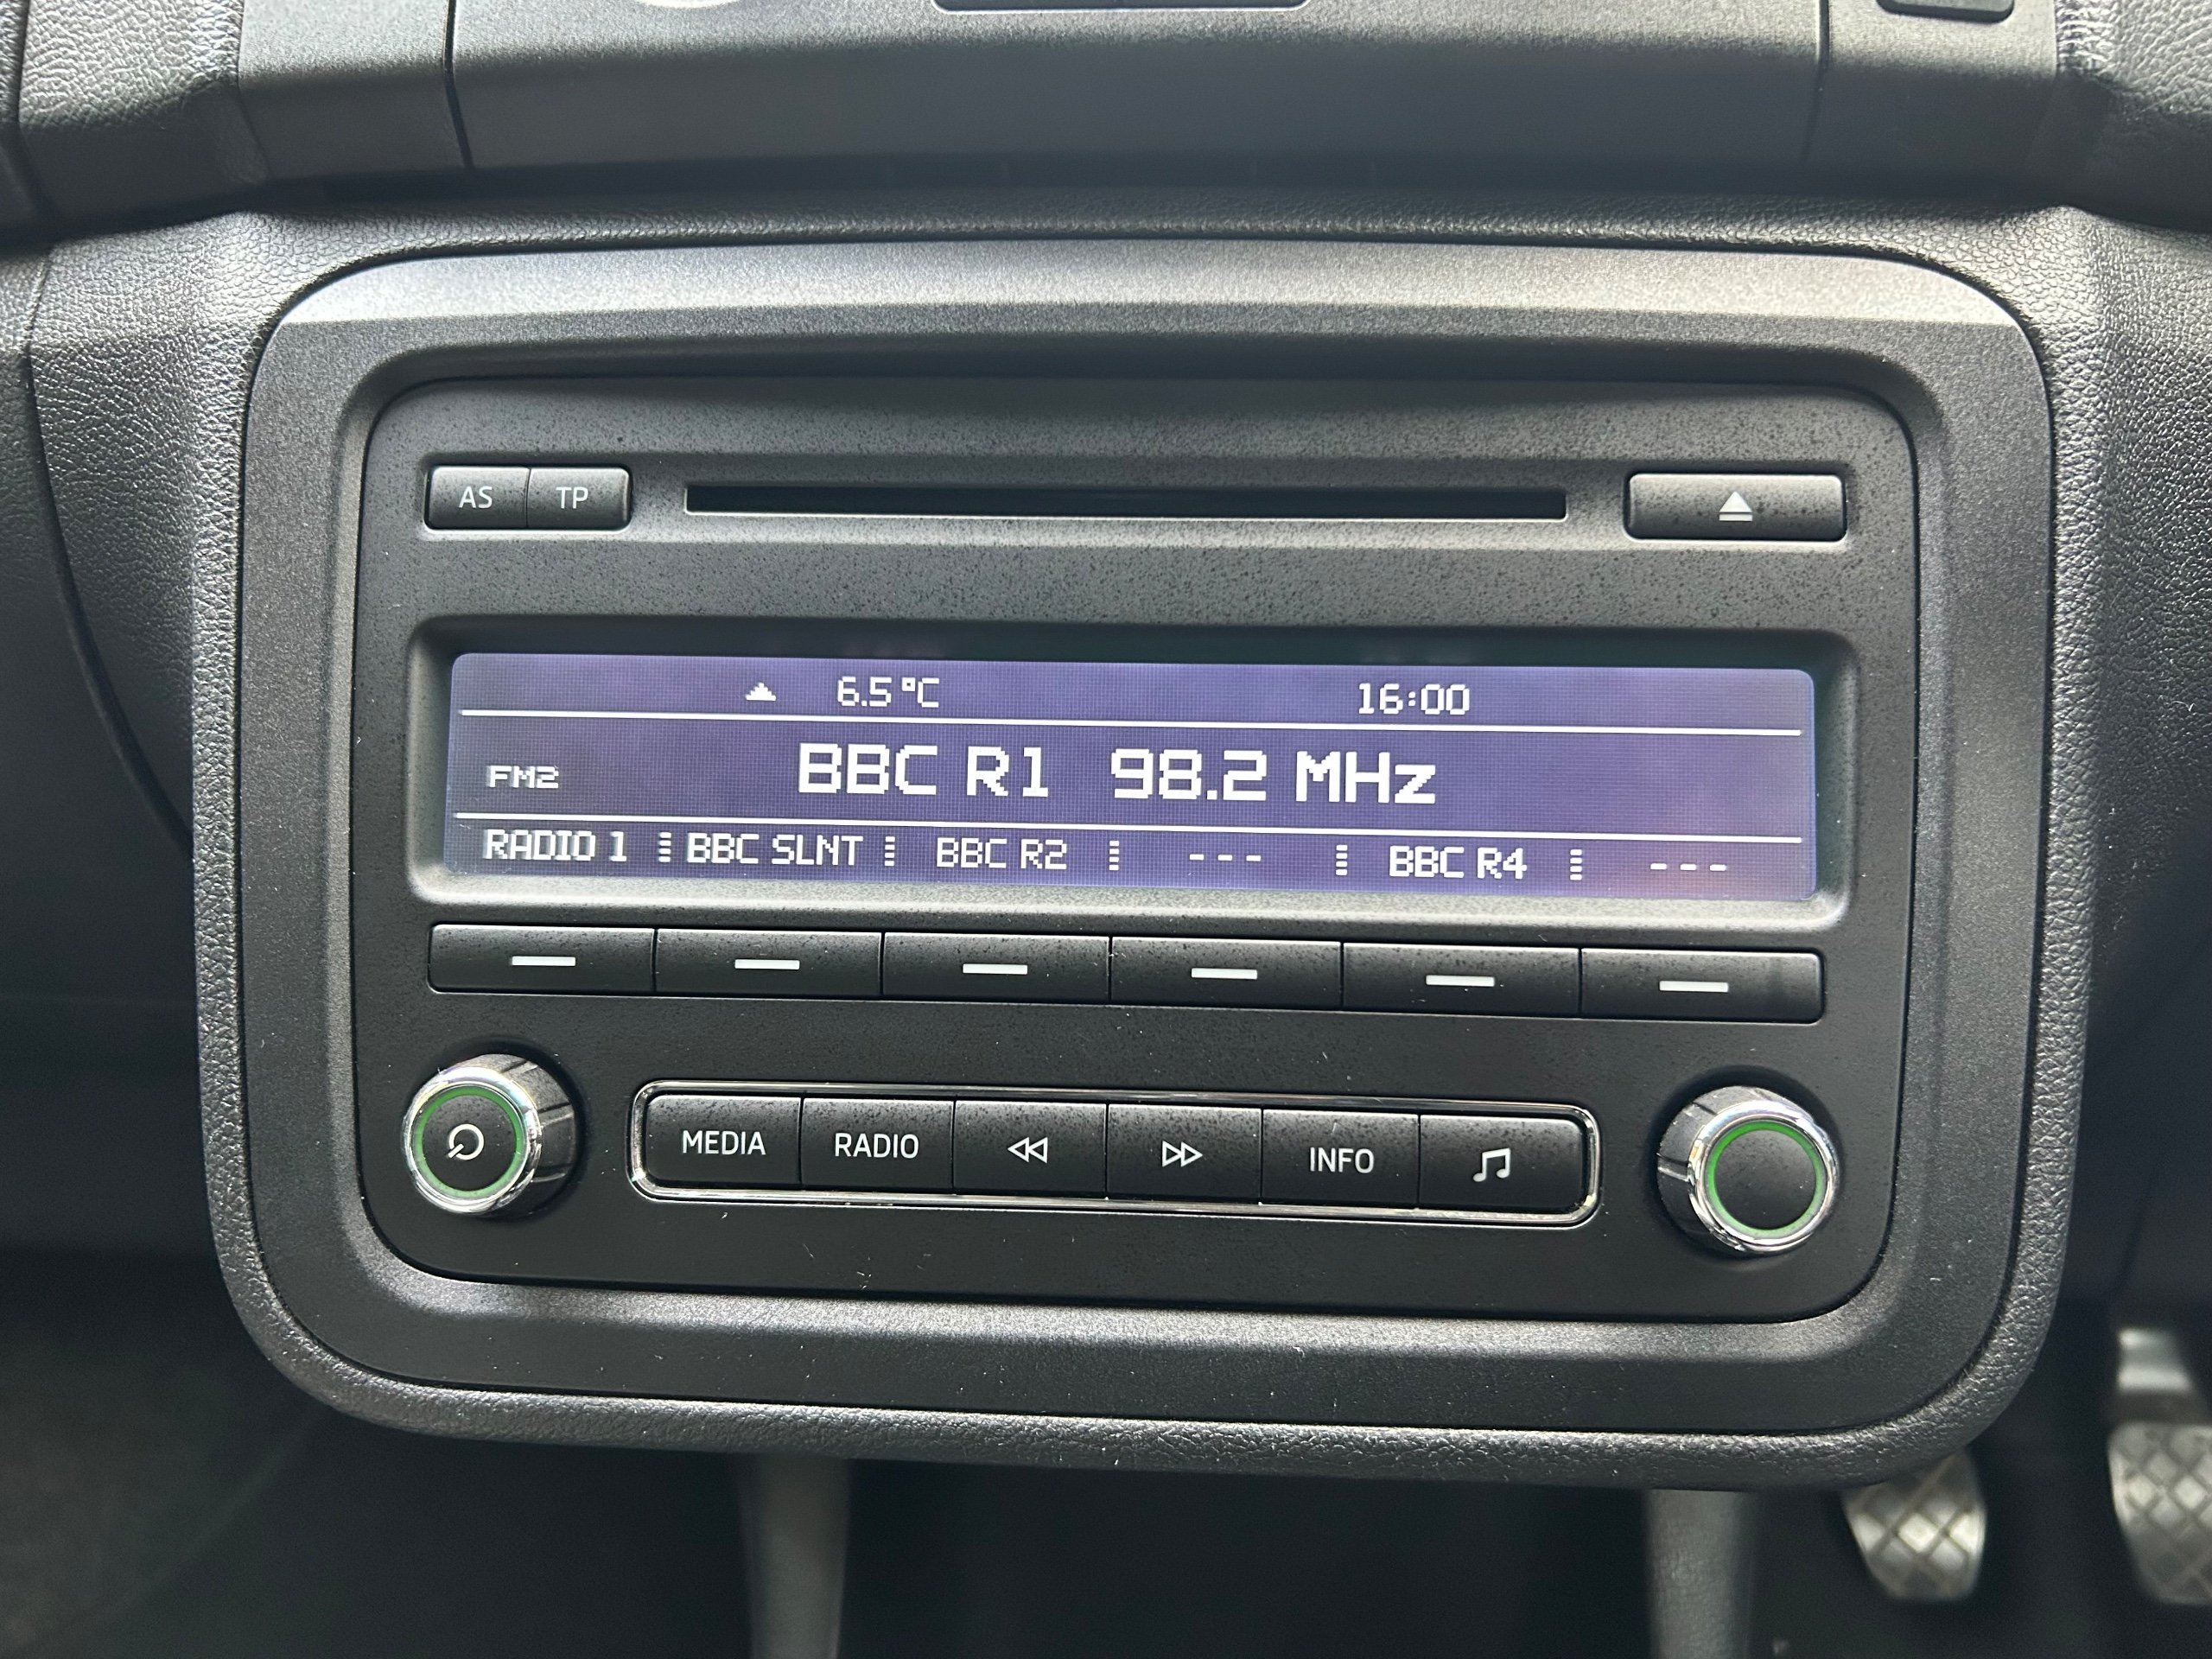 AS TP
6.5°C 16:00
FM2 BBC R1 98.2 MHz
RADIO 1 BBC SLNT BBC R2 --- BBC R4 ---
MEDIA RADIO INFO